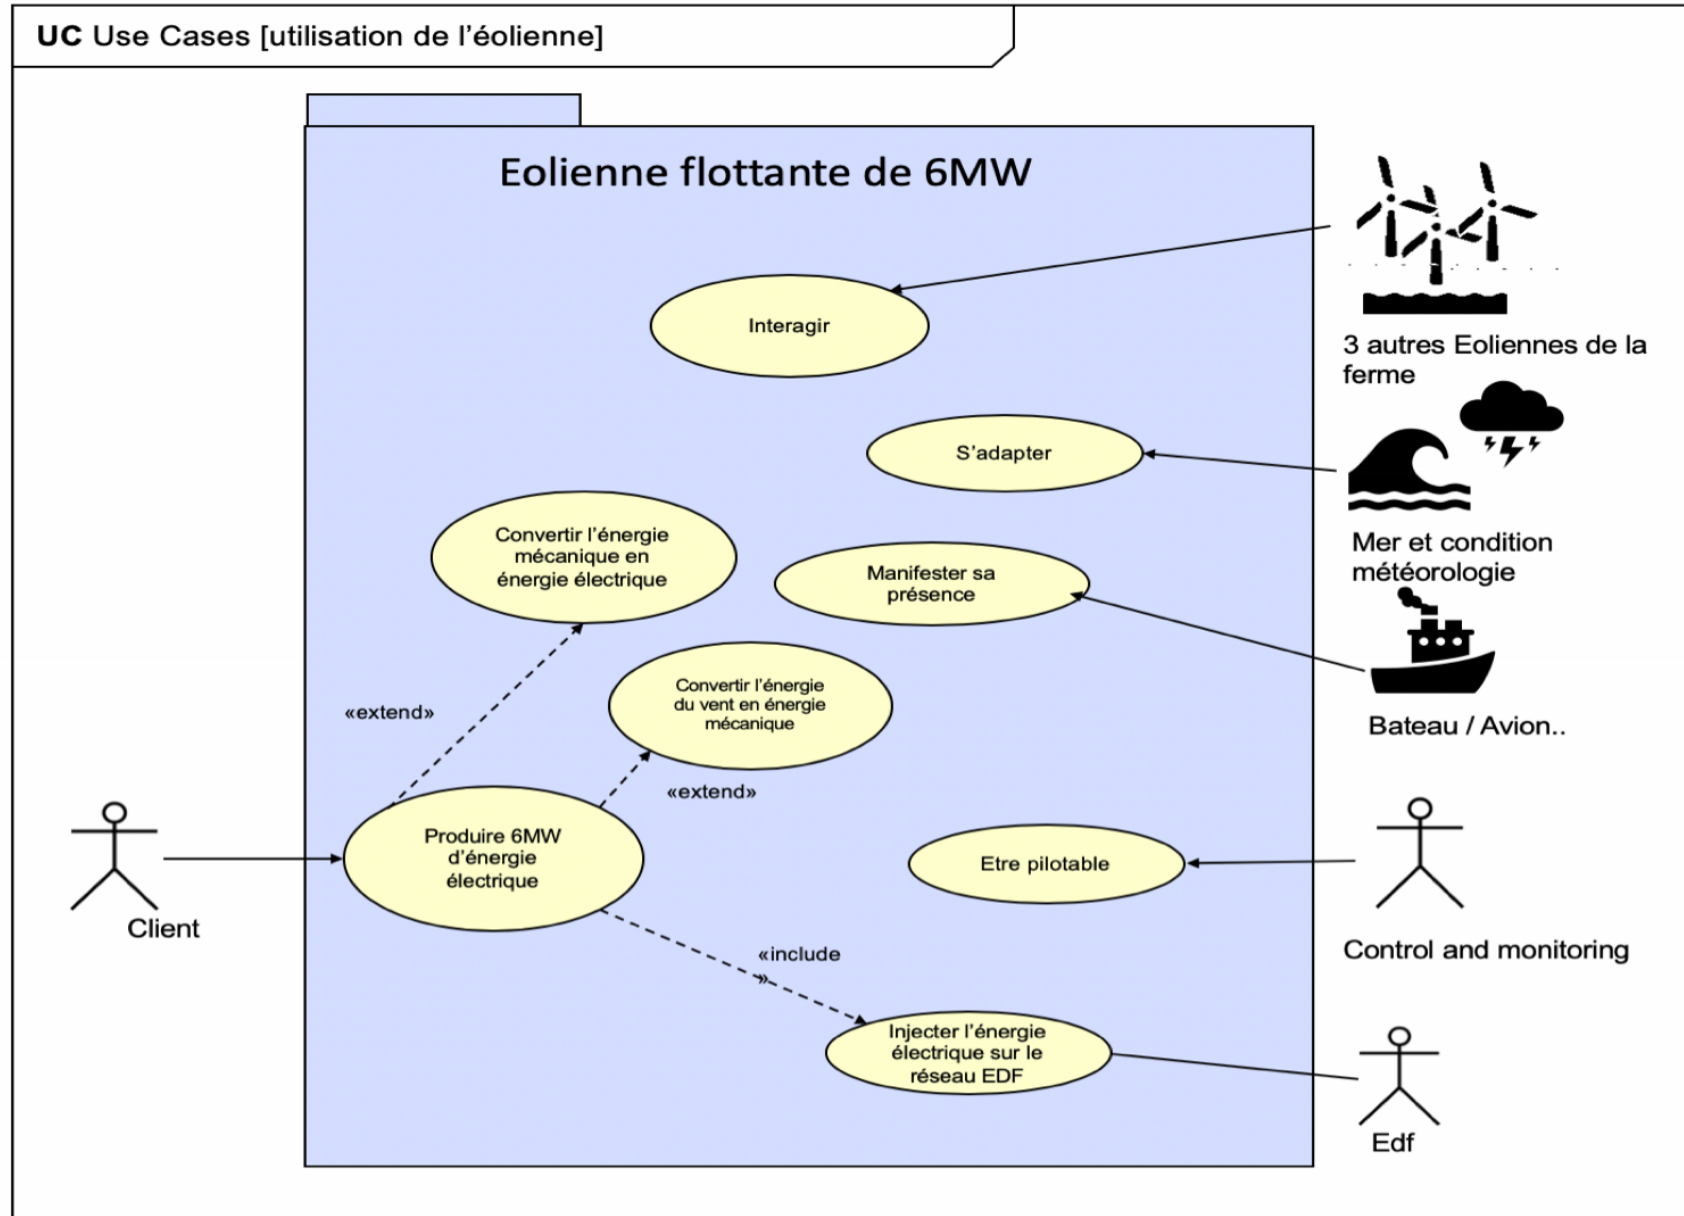 UC Use Cases [utilisation de l'éolienne]
Eolienne flottante de 6MW
Interagir
3 autres Eoliennes de la
ferme
S'adapter
Mer et condition
météorologie
Convertir l'énergie
mécanique en
énergie électrique
Manifester sa
présence
Convertir l'énergie
du vent en énergie
mécanique
«extend»
Bateau / Avion..
«extend»
Produire 6MW
d'énergie
électrique
Etre pilotable
Client
Control and monitoring
«include
»
Injecter l'énergie
électrique sur le
réseau EDF
Edf